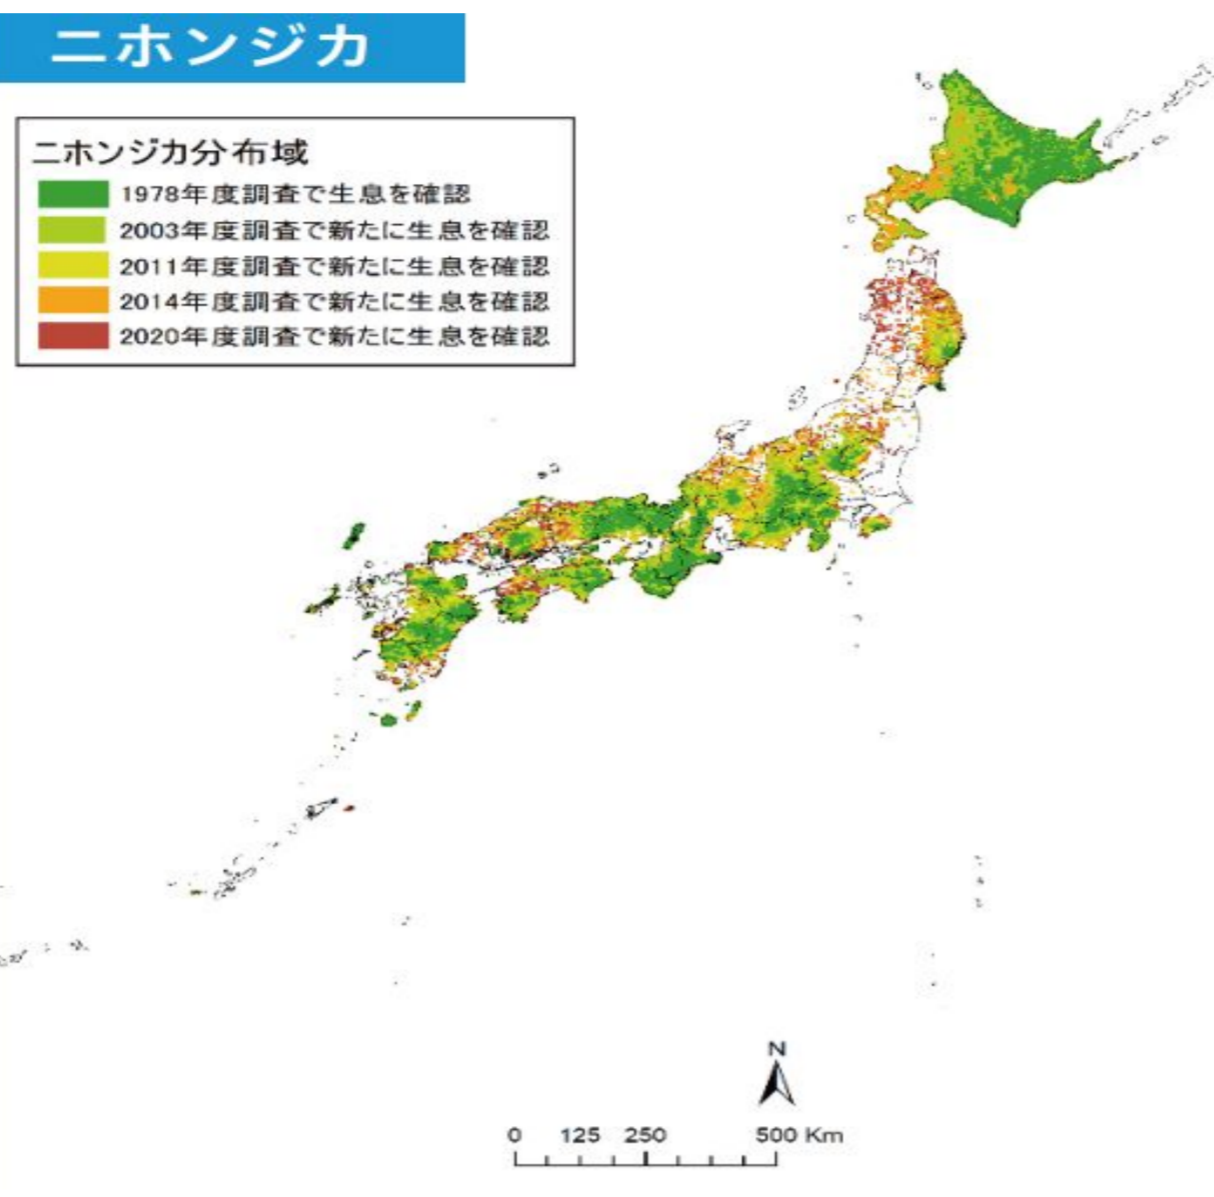 ニホンジカ
ニホンジカ分布域
1978年度調査で生息を確認
2003年度調査で新たに生息を確認
2011年度調査で新たに生息を確認
2014年度調査で新たに生息を確認
2020年度調査で新たに生息を確認
N
0 125 250 500 Km